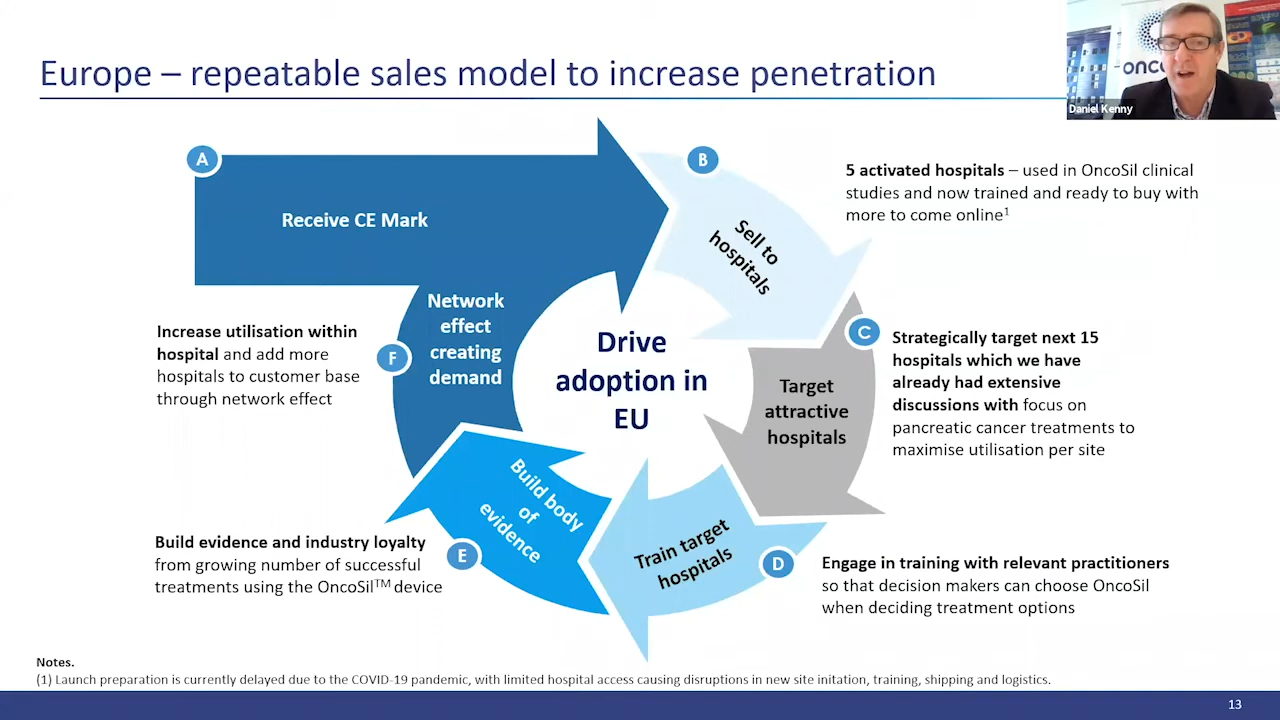 Europe – repeatable sales model to increase penetration
Daniel Kenny
A
Receive CE Mark
B
Sell to
hospitals
5 activated hospitals – used in OncoSil clinical
studies and now trained and ready to buy with
more to come online1
C
Target
attractive
hospitals
Strategically target next 15
hospitals which we have
already had extensive
discussions with focus on
pancreatic cancer treatments to
maximise utilisation per site
D
Train target
hospitals
Engage in training with relevant practitioners
so that decision makers can choose OncoSil
when deciding treatment options
E
Build body
of
evidence
Build evidence and industry loyalty
from growing number of successful
treatments using the OncoSilTM device
F
Network
effect
creating
demand
Increase utilisation within
hospital and add more
hospitals to customer base
through network effect
Drive
adoption in
EU
Notes.
(1) Launch preparation is currently delayed due to the COVID-19 pandemic, with limited hospital access causing disruptions in new site initation, training, shipping and logistics.
13